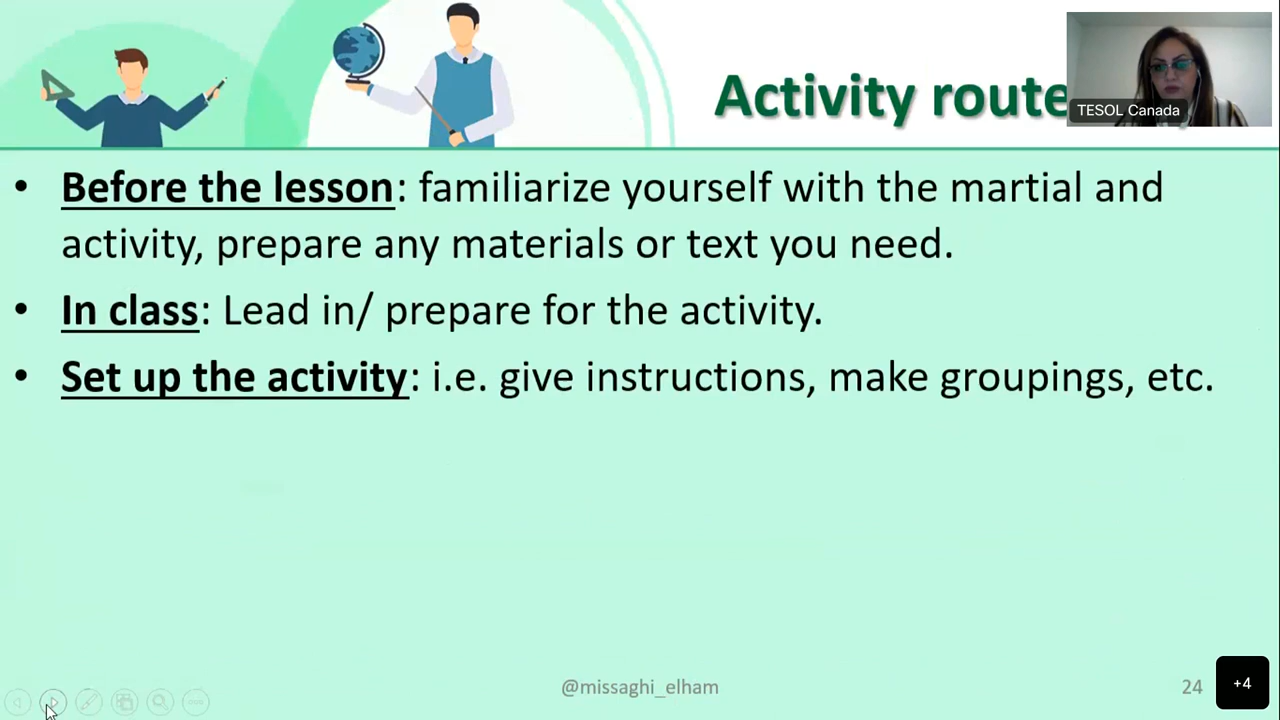 Activity route
TESOL Canada
• Before the lesson: familiarize yourself with the martial and
activity, prepare any materials or text you need.
• In class: Lead in/ prepare for the activity.
• Set up the activity: i.e. give instructions, make groupings, etc.
@missaghi_elham
24
+4